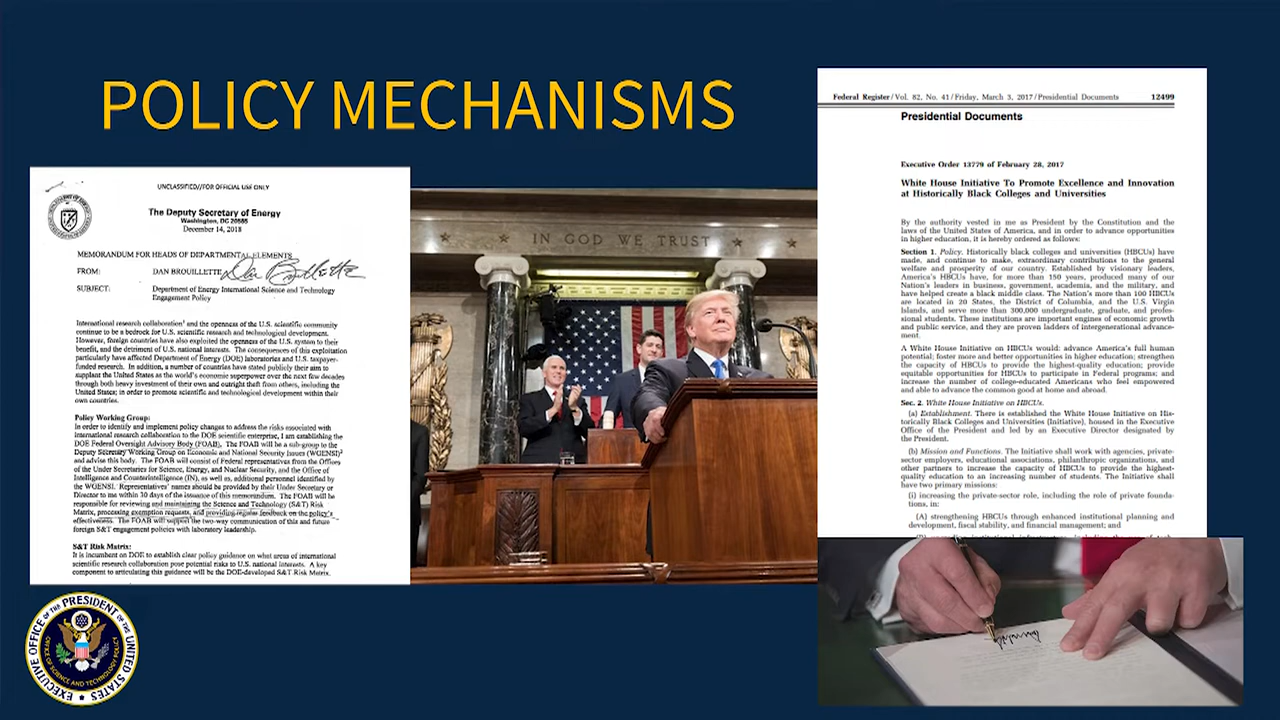 POLICY MECHANISMS
UNCLASSIFIED//FOR OFFICIAL USE ONLY
The Deputy Secretary of Energy
Washington, DC 20585
December 14, 2018
MEMORANDUM FOR HEADS OF DEPARTMENTAL ELEMENTS
FROM: DAN BROUILLETTE
SUBJECT: Department of Energy International Science and Technology
Engagement Policy
International research collaboration¹ and the openness of the U.S. scientific community
continue to be a bedrock for U.S. scientific research and technological development.
However, foreign countries have also exploited the openness of the U.S. system to their
benefit, and the detriment of U.S. national interests. The consequences of this exploitation
particularly have affected Department of Energy (DOE) laboratories and U.S. taxpayer-
funded research. In addition, a number of countries have stated publicly their aim to
supplant the United States as the world's economic superpower over the next few decades
through both heavy investment of their own and outright theft from others, including the
United States; in order to promote scientific and technological development within their
own countries.
Policy Working Group:
In order to identify and implement policy changes to address the risks associated with
international research collaboration to the DOE scientific enterprise, I am establishing the
DOE Federal Oversight Advisory Body (FOAB). The FOAB will be a sub-group to the
Deputy Secretary Working Group on Economic and National Security Issues (WGENSI)²
and advise this body. The FOAB will consist of Federal representatives from the Offices
of the Under Secretaries for Science, Energy, and Nuclear Security, and the Office of
Intelligence and Counterintelligence (IN), as well as, additional personnel identified by
the WGENSI. Representatives' names should be provided by their Under Secretary or
Director to me within 30 days of the issuance of this memorandum. The FOAB will be
responsible for reviewing and maintaining the Science and Technology (S&T) Risk
Matrix, processing exemption requests, and providing regular feedback on the policy's
effectiveness. The FOAB will support the two-way communication of this and future
foreign S&T engagement policies with laboratory leadership.
S&T Risk Matrix:
It is incumbent on DOE to establish clear policy guidance on what areas of international
scientific research collaboration pose potential risks to U.S. national interests. A key
component to articulating this guidance will be the DOE-developed S&T Risk Matrix.
IN GOD WE TRUST
Federal Register / Vol. 82, No. 41 / Friday, March 3, 2017 / Presidential Documents 12499
Presidential Documents
Executive Order 13779 of February 28, 2017
White House Initiative To Promote Excellence and Innovation
at Historically Black Colleges and Universities
By the authority vested in me as President by the Constitution and the
laws of the United States of America, and in order to advance opportunities
in higher education, it is hereby ordered as follows:
Section 1. Policy. Historically black colleges and universities (HBCUs) have
made, and continue to make, extraordinary contributions to the general
welfare and prosperity of our country. Established by visionary leaders,
America's HBCUs have, for more than 150 years, produced many of our
Nation's leaders in business, government, academia, and the military, and
have helped create a black middle class. The Nation's more than 100 HBCUs
are located in 20 States, the District of Columbia, and the U.S. Virgin
Islands, and serve more than 300,000 undergraduate, graduate, and profes-
sional students. These institutions are important engines of economic growth
and public service, and they are proven ladders of intergenerational advance-
ment.
A White House Initiative on HBCUs would: advance America's full human
potential; foster more and better opportunities in higher education; strengthen
the capacity of HBCUs to provide the highest-quality education; provide
equitable opportunities for HBCUs to participate in Federal programs; and
increase the number of college-educated Americans who feel empowered
and able to advance the common good at home and abroad.
Sec. 2. White House Initiative on HBCUs.
(a) Establishment. There is established the White House Initiative on His-
torically Black Colleges and Universities (Initiative), housed in the Executive
Office of the President and led by an Executive Director designated by
the President.
(b) Mission and Functions. The Initiative shall work with agencies, private-
sector employers, educational associations, philanthropic organizations, and
other partners to increase the capacity of HBCUs to provide the highest-
quality education to an increasing number of students. The Initiative shall
have two primary missions:
(i) increasing the private-sector role, including the role of private founda-
tions, in:
(A) strengthening HBCUs through enhanced institutional planning and
development, fiscal stability, and financial management; and
EXECUTIVE OFFICE OF THE PRESIDENT OF THE UNITED STATES
OFFICE OF SCIENCE AND TECHNOLOGY POLICY